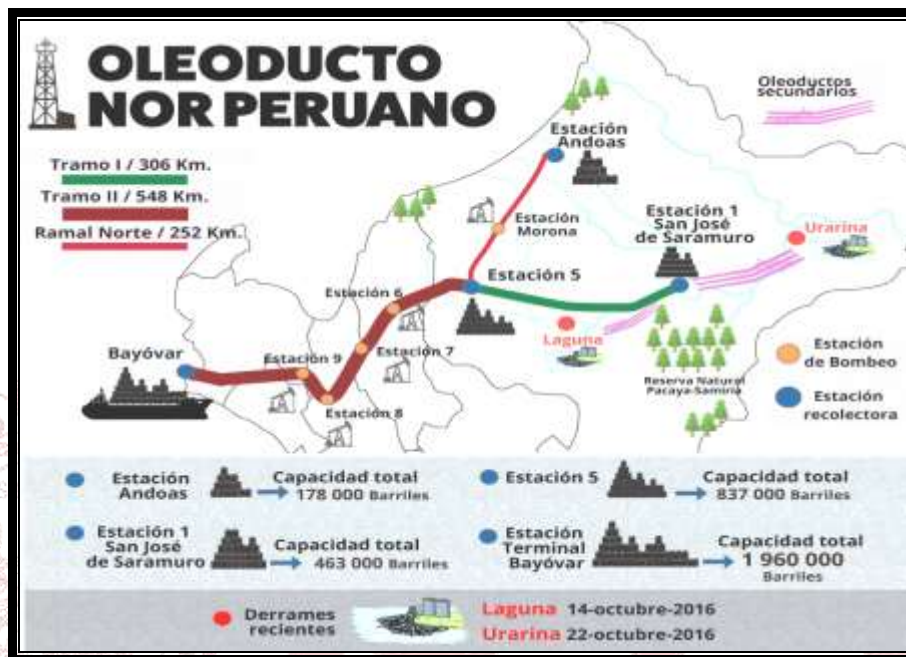 OLEODUCTO
NOR PERUANO
Tramo I / 306 Km.
Tramo II / 548 Km.
Ramal Norte / 252 Km.
Oleoductos
secundarios
Estación
Andoas
Estación
Morona
Estación 1
San José
de Saramuro
Urarina
Estación 5
Estación 6
Laguna
Estación
de Bombeo
Bayóvar
Estación 9
Estación 7
Reserva Natural
Pacaya-Samiria
Estación
recolectora
Estación 8
Estación
Andoas
Capacidad total
178 000 Barriles
Estación 5
Capacidad total
837 000 Barriles
Estación 1
San José
de Saramuro
Capacidad total
463 000 Barriles
Estación
Terminal
Bayóvar
Capacidad total
1 960 000
Barriles
Derrames
recientes
Laguna 14-octubre-2016
Urarina 22-octubre-2016